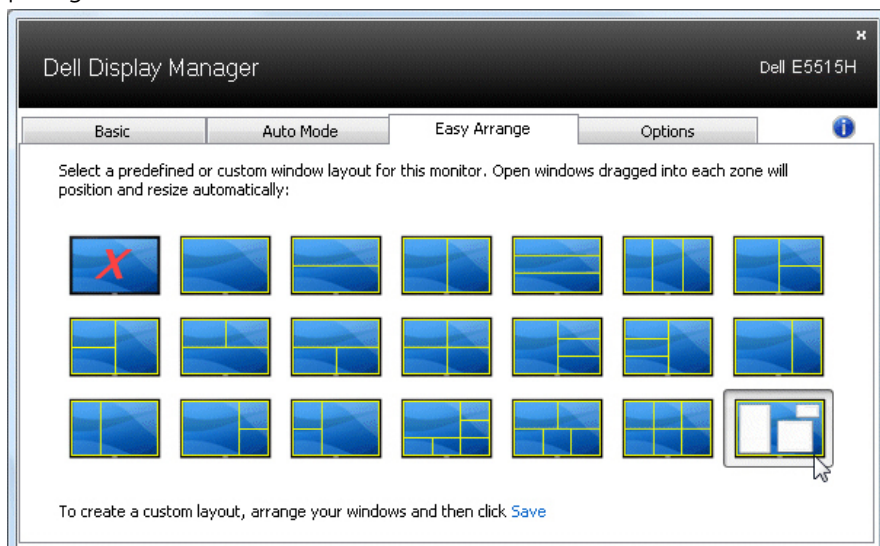 Dell Display Manager
Dell E5515H
Basic
Auto Mode
Easy Arrange
Options
Select a predefined or custom window layout for this monitor. Open windows dragged into each zone will
position and resize automatically:
To create a custom layout, arrange your windows and then click Save